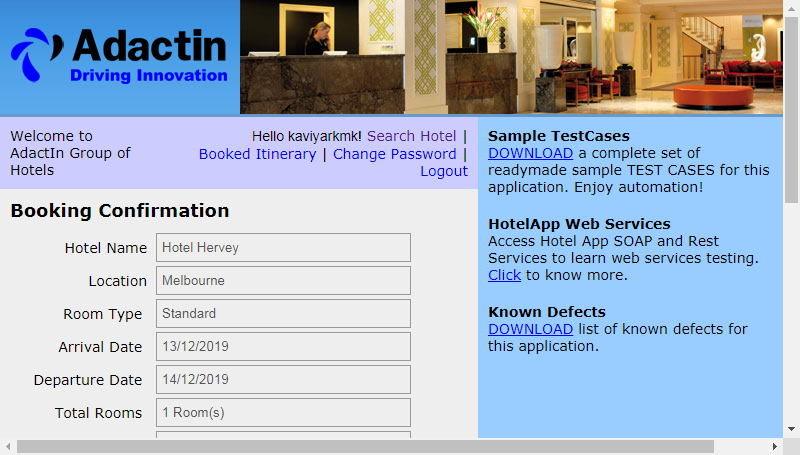 Adactin
Driving Innovation
Welcome to
AdactIn Group of
Hotels
Hello kaviyarkmk! Search Hotel |
Booked Itinerary | Change Password |
Logout
Booking Confirmation
Hotel Name Hotel Hervey
Location Melbourne
Room Type Standard
Arrival Date 13/12/2019
Departure Date 14/12/2019
Total Rooms 1 Room(s)
Sample TestCases
DOWNLOAD a complete set of
readymade sample TEST CASES for this
application. Enjoy automation!
HotelApp Web Services
Access Hotel App SOAP and Rest
Services to learn web services testing.
Click to know more.
Known Defects
DOWNLOAD list of known defects for
this application.